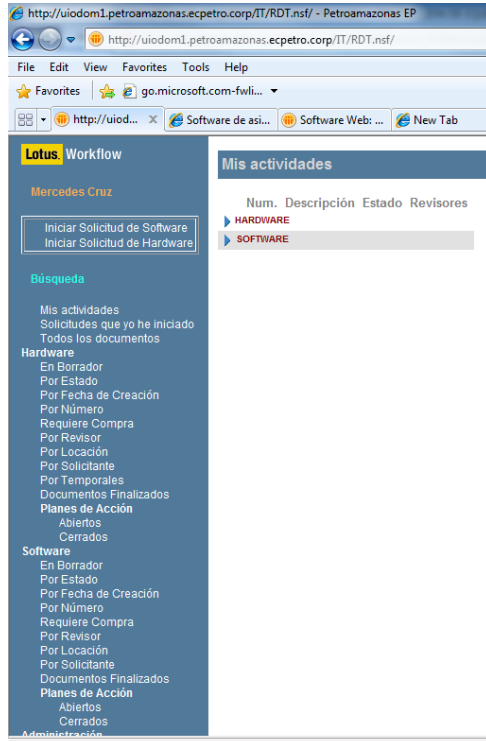 http://uiodom1.petroamazonas.ecpetro.corp/IT/RDT.nsf/ - Petroamazonas EP
http://uiodom1.petroamazonas.ecpetro.corp/IT/RDT.nsf/
File Edit View Favorites Tools Help
Favorites go.microsoft.com-fwli...
http://uiod... X Software de asi... Software Web: ... New Tab
Lotus. Workflow
Mercedes Cruz
Iniciar Solicitud de Software
Iniciar Solicitud de Hardware
Búsqueda
Mis actividades
Solicitudes que yo he iniciado
Todos los documentos
Hardware
En Borrador
Por Estado
Por Fecha de Creación
Por Número
Requiere Compra
Por Revisor
Por Locación
Por Solicitante
Por Temporales
Documentos Finalizados
Planes de Acción
Abiertos
Cerrados
Software
En Borrador
Por Estado
Por Fecha de Creación
Por Número
Requiere Compra
Por Revisor
Por Locación
Por Solicitante
Documentos Finalizados
Planes de Acción
Abiertos
Cerrados
Administración
Mis actividades
Num. Descripción Estado Revisores
HARDWARE
SOFTWARE